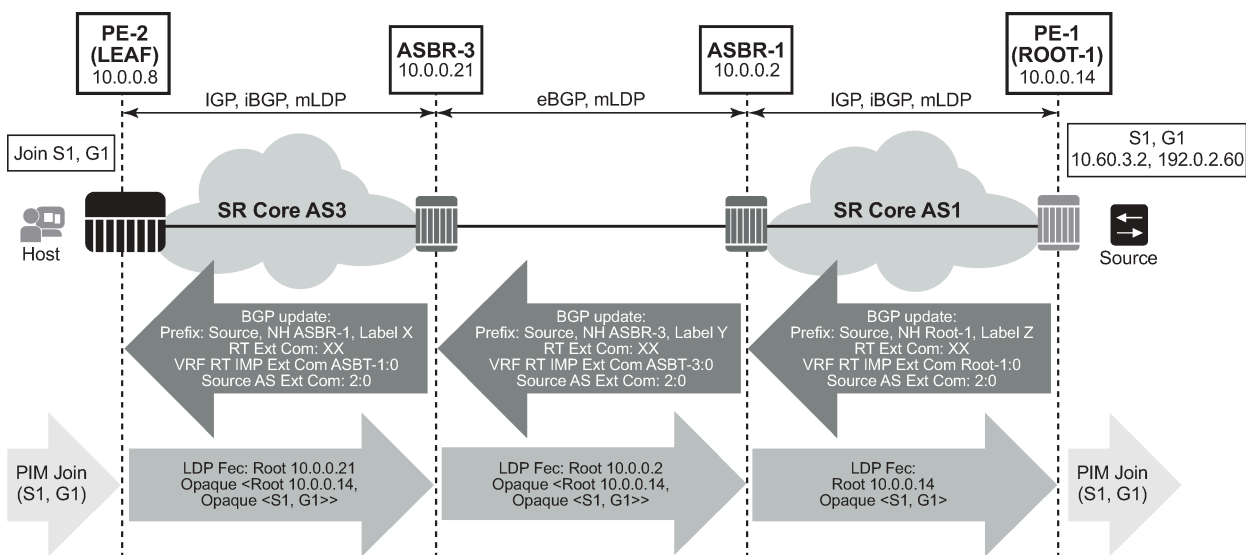 PE-2
(LEAF)
10.0.0.8
ASBR-3
10.0.0.21
ASBR-1
10.0.0.2
PE-1
(ROOT-1)
10.0.0.14
IGP, iBGP, mLDP
eBGP, mLDP
IGP, iBGP, mLDP
Join S1, G1
S1, G1
10.60.3.2, 192.0.2.60
Host
SR Core AS3
SR Core AS1
Source
BGP update:
Prefix: Source, NH ASBR-1, Label X
RT Ext Com: XX
VRF RT IMP Ext Com ASBT-1:0
Source AS Ext Com: 2:0
BGP update:
Prefix: Source, NH ASBR-3, Label Y
RT Ext Com: XX
VRF RT IMP Ext Com ASBT-3:0
Source AS Ext Com: 2:0
BGP update:
Prefix: Source, NH Root-1, Label Z
RT Ext Com: XX
VRF RT IMP Ext Com Root-1:0
Source AS Ext Com: 2:0
PIM Join
(S1, G1)
LDP Fec: Root 10.0.0.21
Opaque <Root 10.0.0.14,
Opaque <S1, G1>>
LDP Fec: Root 10.0.0.2
Opaque <Root 10.0.0.14,
Opaque <S1, G1>>
LDP Fec:
Root 10.0.0.14
Opaque <S1, G1>
PIM Join
(S1, G1)